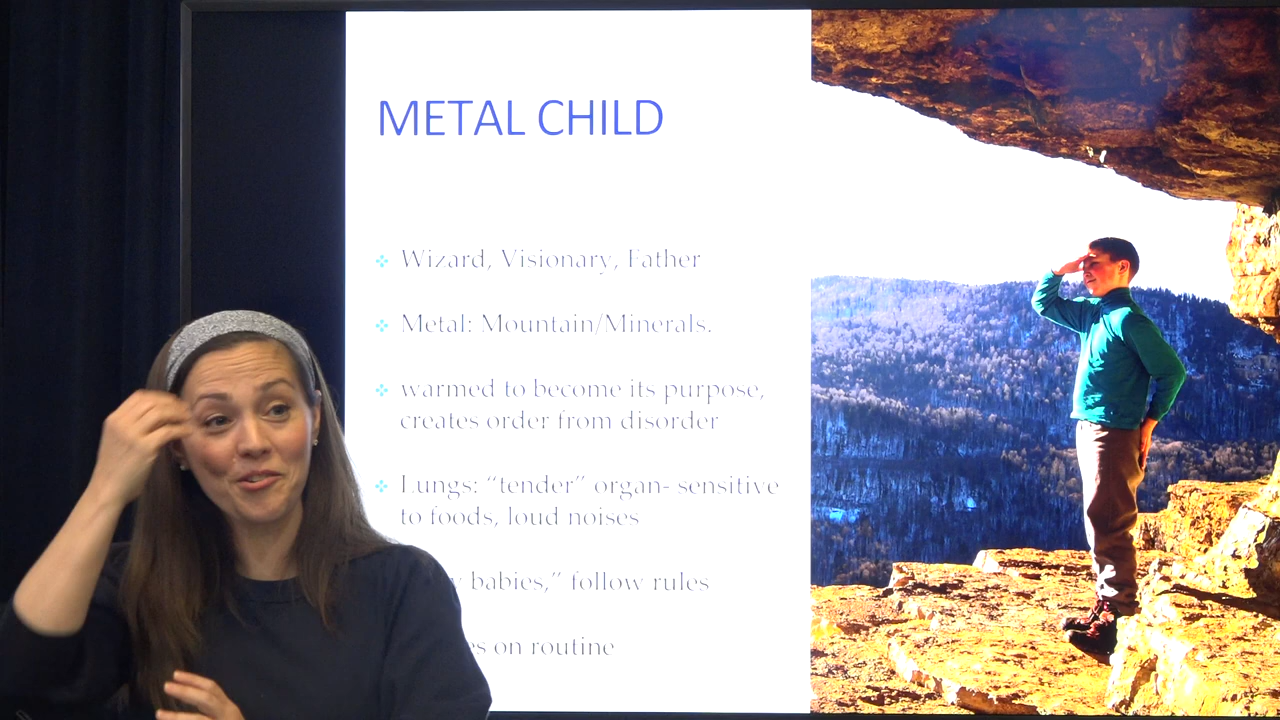 METAL CHILD
Wizard, Visionary, Father
Metal: Mountain/Minerals.
warmed to become its purpose,
creates order from disorder
Lungs: “tender” organ- sensitive
to foods, loud noises
babies,” follow rules
on routine